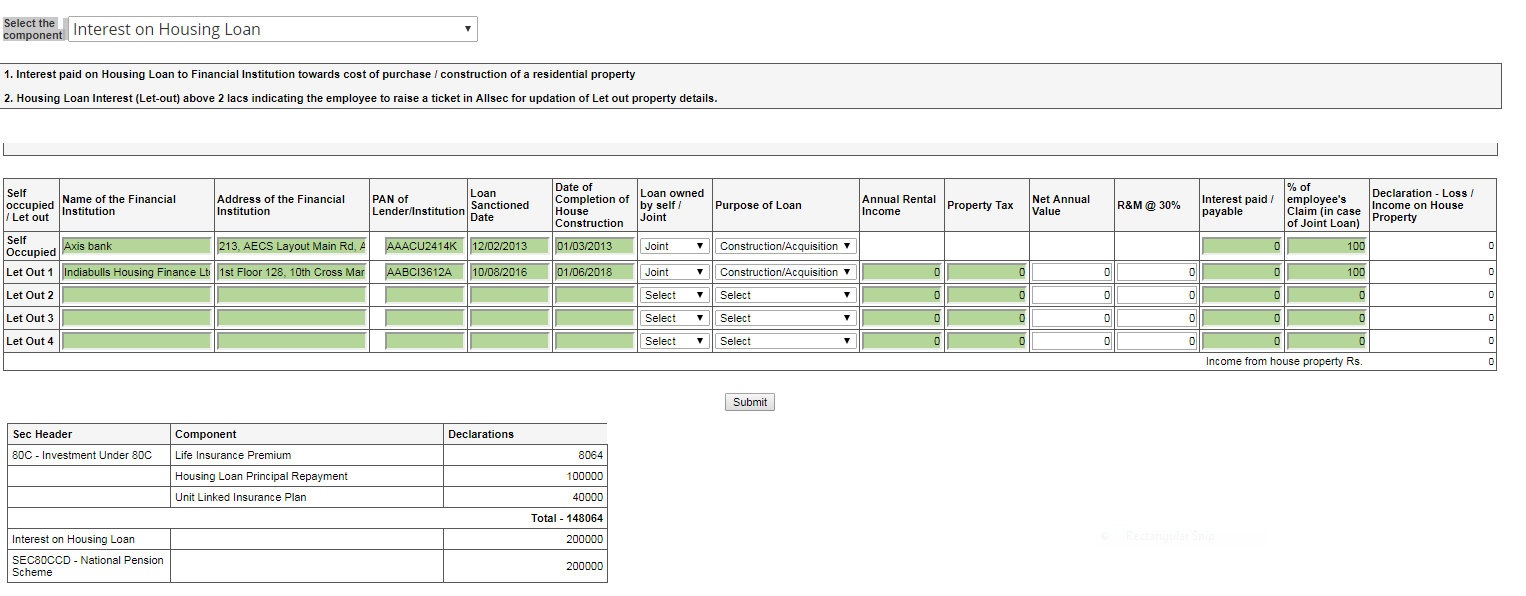 Select the
component
Interest on Housing Loan
1. Interest paid on Housing Loan to Financial Institution towards cost of purchase / construction of a residential property
2. Housing Loan Interest (Let-out) above 2 lacs indicating the employee to raise a ticket in Allsec for updation of Let out property details.
Self occupied / Let out Name of the Financial Institution Address of the Financial Institution PAN of Lender/Institution Loan Sanctioned Date Date of Completion of House Construction Loan owned by self / Joint Purpose of Loan Annual Rental Income Property Tax Net Annual Value R&M @ 30% Interest paid / payable % of employee's Claim (in case of Joint Loan) Declaration - Loss / Income on House Property
Self Occupied Axis bank 213, AECS Layout Main Rd, A AAACU2414K 12/02/2013 01/03/2013 Joint Construction/Acquisition 0 100 0
Let Out 1 Indiabulls Housing Finance Lt 1st Floor 128, 10th Cross Mar AABCI3612A 10/08/2016 01/06/2018 Joint Construction/Acquisition 0 0 0 0 0 100 0
Let Out 2 Select Select 0 0 0 0 0 0 0
Let Out 3 Select Select 0 0 0 0 0 0 0
Let Out 4 Select Select 0 0 0 0 0 0 0
Income from house property Rs. 0
Submit
Sec Header Component Declarations
80C - Investment Under 80C Life Insurance Premium 8064
Housing Loan Principal Repayment 100000
Unit Linked Insurance Plan 40000
Total - 148064
Interest on Housing Loan 200000
SEC80CCD - National Pension Scheme 200000
Rectangular Snip